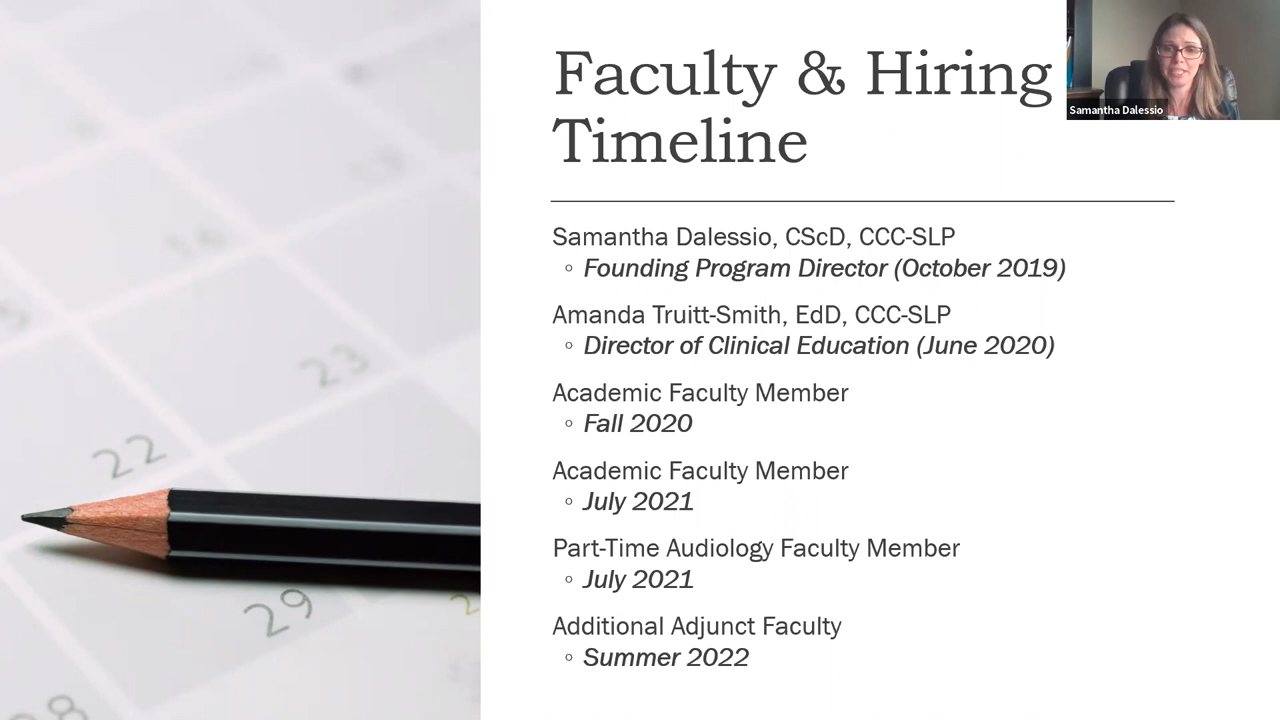 Faculty & Hiring
Timeline
Samantha Dalessio
Samantha Dalessio, CScD, CCC-SLP
◦ Founding Program Director (October 2019)
Amanda Truitt-Smith, EdD, CCC-SLP
◦ Director of Clinical Education (June 2020)
Academic Faculty Member
◦ Fall 2020
Academic Faculty Member
◦ July 2021
Part-Time Audiology Faculty Member
◦ July 2021
Additional Adjunct Faculty
◦ Summer 2022
16
23
22
29